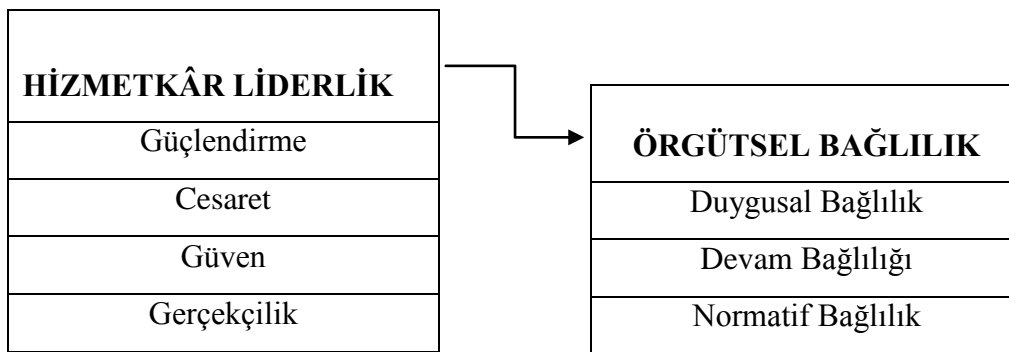 HİZMETKÂR LİDERLİK
Güçlendirme
Cesaret
Güven
Gerçekçilik
ÖRGÜTSEL BAĞLILIK
Duygusal Bağlılık
Devam Bağlılığı
Normatif Bağlılık